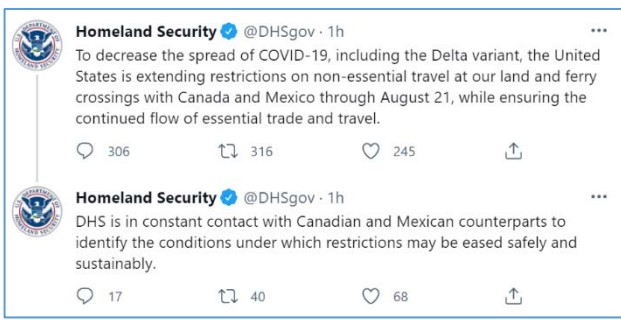 Homeland Security @DHSgov · 1h
To decrease the spread of COVID-19, including the Delta variant, the United
States is extending restrictions on non-essential travel at our land and ferry
crossings with Canada and Mexico through August 21, while ensuring the
continued flow of essential trade and travel.
306 316 245
Homeland Security @DHSgov · 1h
DHS is in constant contact with Canadian and Mexican counterparts to
identify the conditions under which restrictions may be eased safely and
sustainably.
17 40 68